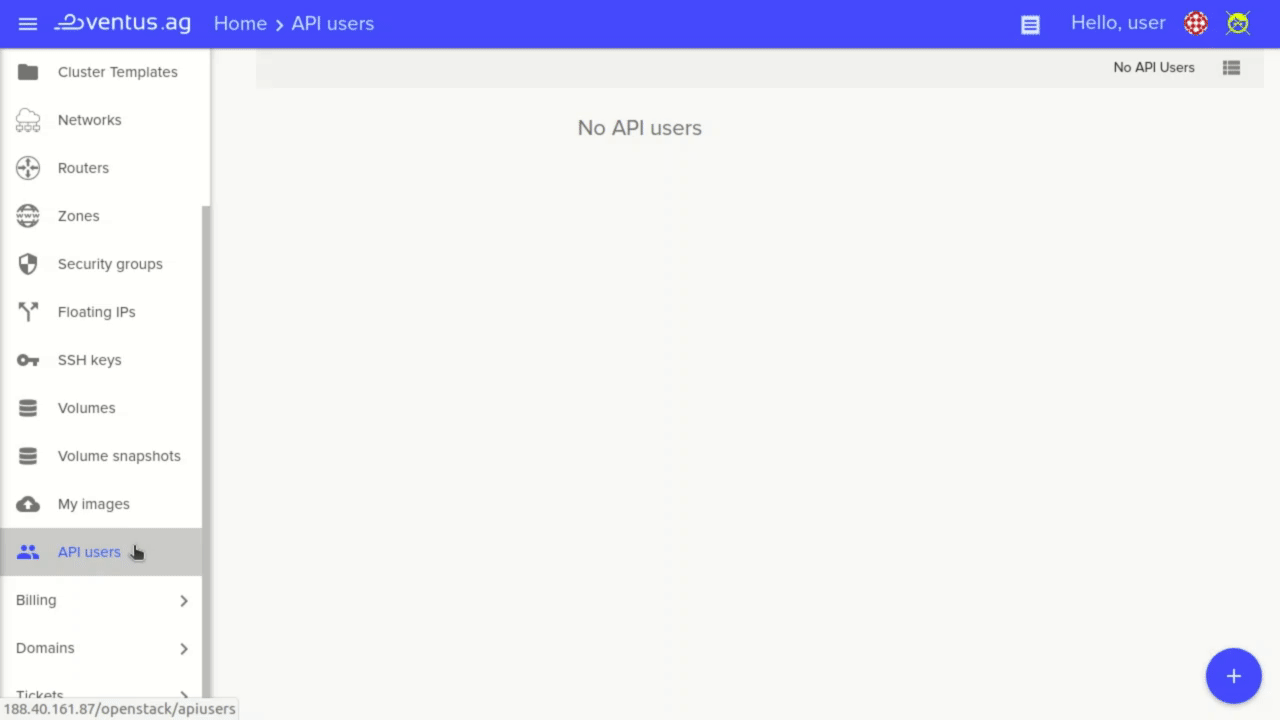 ventus.ag Home > API users Hello, user
Cluster Templates
No API Users
Networks
No API users
Routers
WWW
Zones
Security groups
Floating IPs
SSH keys
Volumes
Volume snapshots
My images
API users
Billing
Domains
Tickets
188.40.161.87/openstack/apiusers